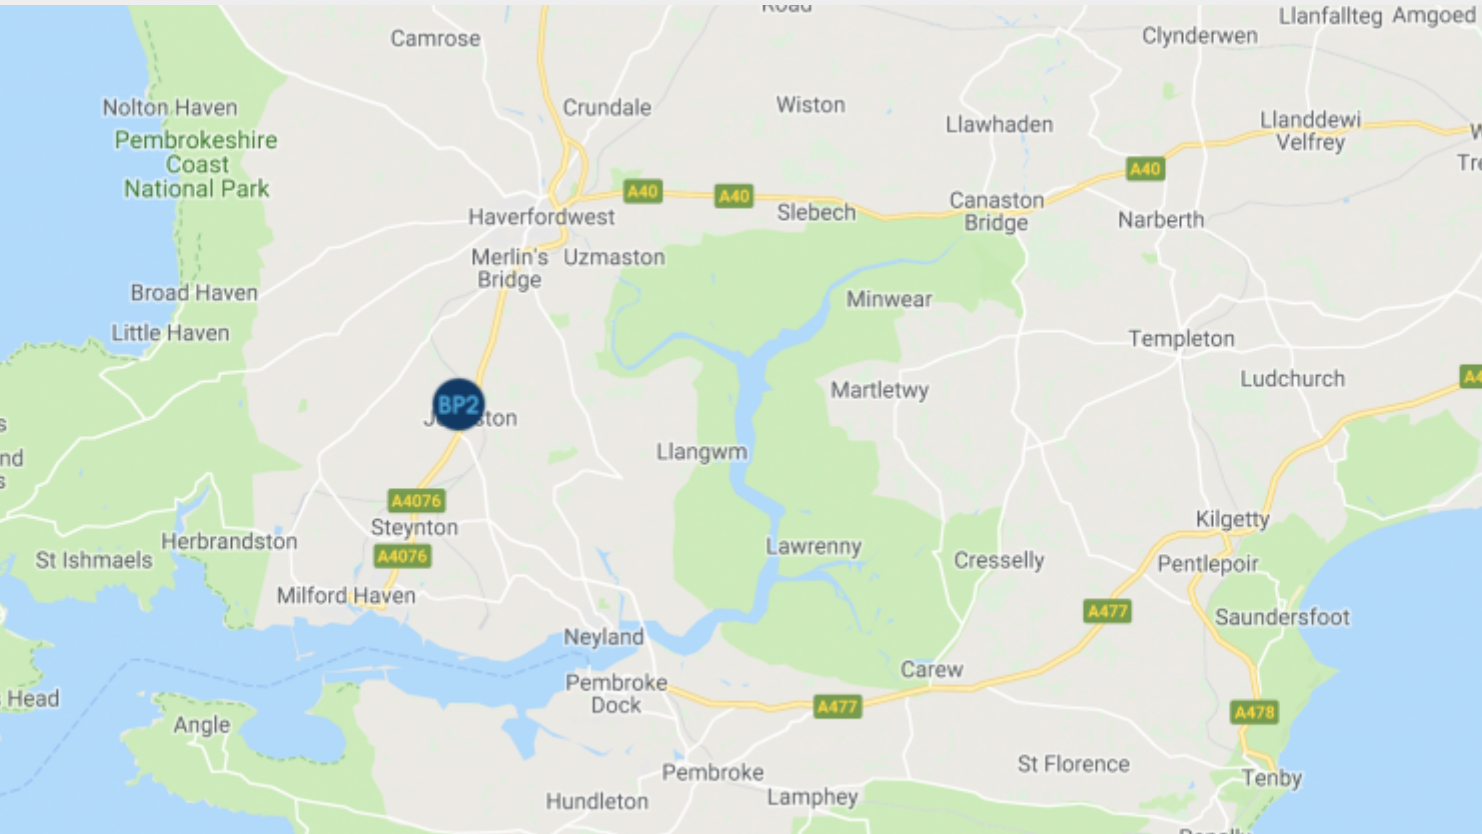 Road
Llanfallteg
Amgoed
Camrose
Clynderwen
Nolton Haven
Crundale
Wiston
Llawhaden
Llanddewi
Velfrey
Pembrokeshire
Coast
National Park
A40
A40
A40
Haverfordwest
Slebech
Canaston
Bridge
Narberth
Merlin's
Bridge
Uzmaston
Broad Haven
Minwear
Little Haven
Templeton
Ludchurch
Martletwy
BP2
Llangwm
A4076
Steynton
A4076
Kilgetty
Herbrandston
St Ishmaels
Lawrenny
Cresselly
Pentlepoir
Milford Haven
A477
Saundersfoot
Neyland
Carew
Pembroke
Dock
Head
A477
A478
Angle
St Florence
Pembroke
Tenby
Hundleton
Lamphey